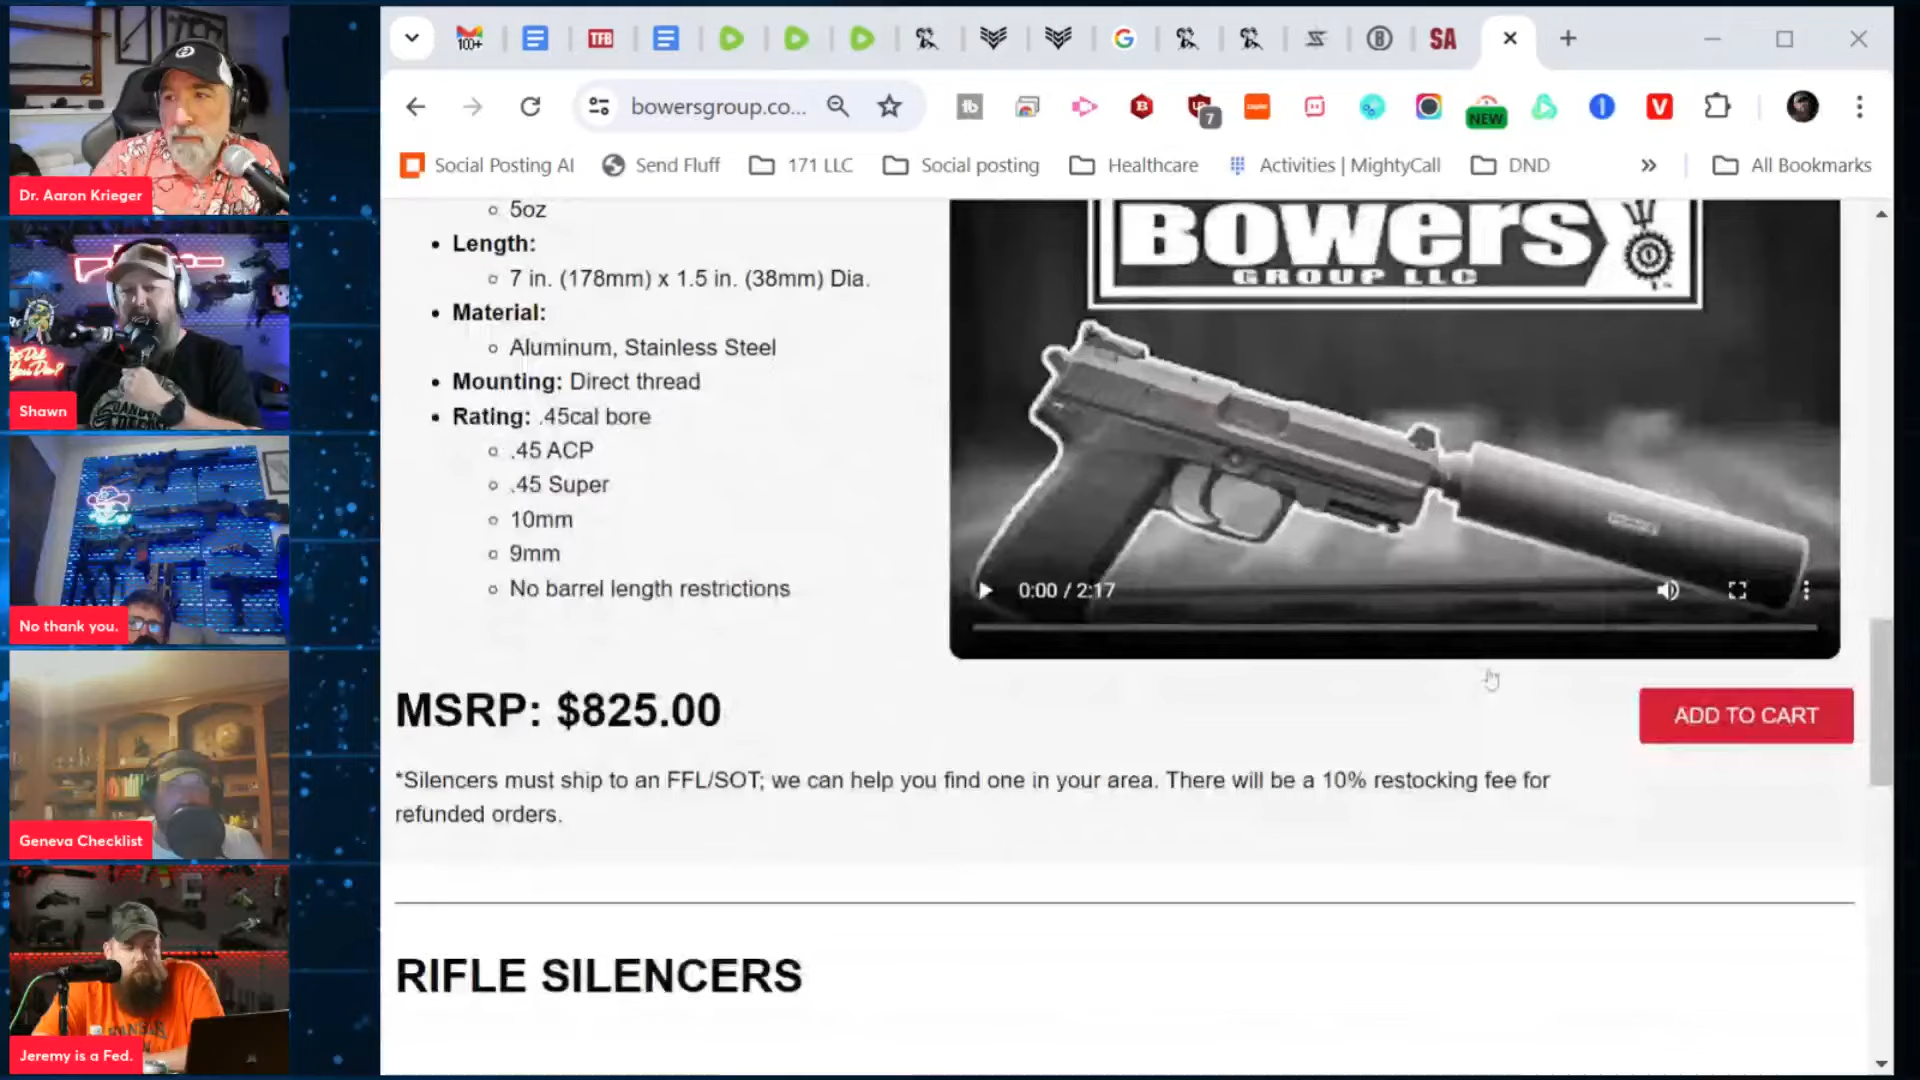 Dr. Aaron Krieger
Shawn
No thank you.
Geneva Checklist
Jeremy is a Fed.
100+
TFB
SA
bowersgroup.co...
7
NEW
Social Posting AI
Send Fluff
171 LLC
Social posting
Healthcare
Activities | MightyCall
DND
All Bookmarks
5oz
Length:
7 in. (178mm) x 1.5 in. (38mm) Dia.
Material:
Aluminum, Stainless Steel
Mounting: Direct thread
Rating: .45cal bore
.45 ACP
.45 Super
10mm
9mm
No barrel length restrictions
BOWERS
GROUP LLC
0:00 / 2:17
MSRP: $825.00
ADD TO CART
*Silencers must ship to an FFL/SOT; we can help you find one in your area. There will be a 10% restocking fee for
refunded orders.
RIFLE SILENCERS